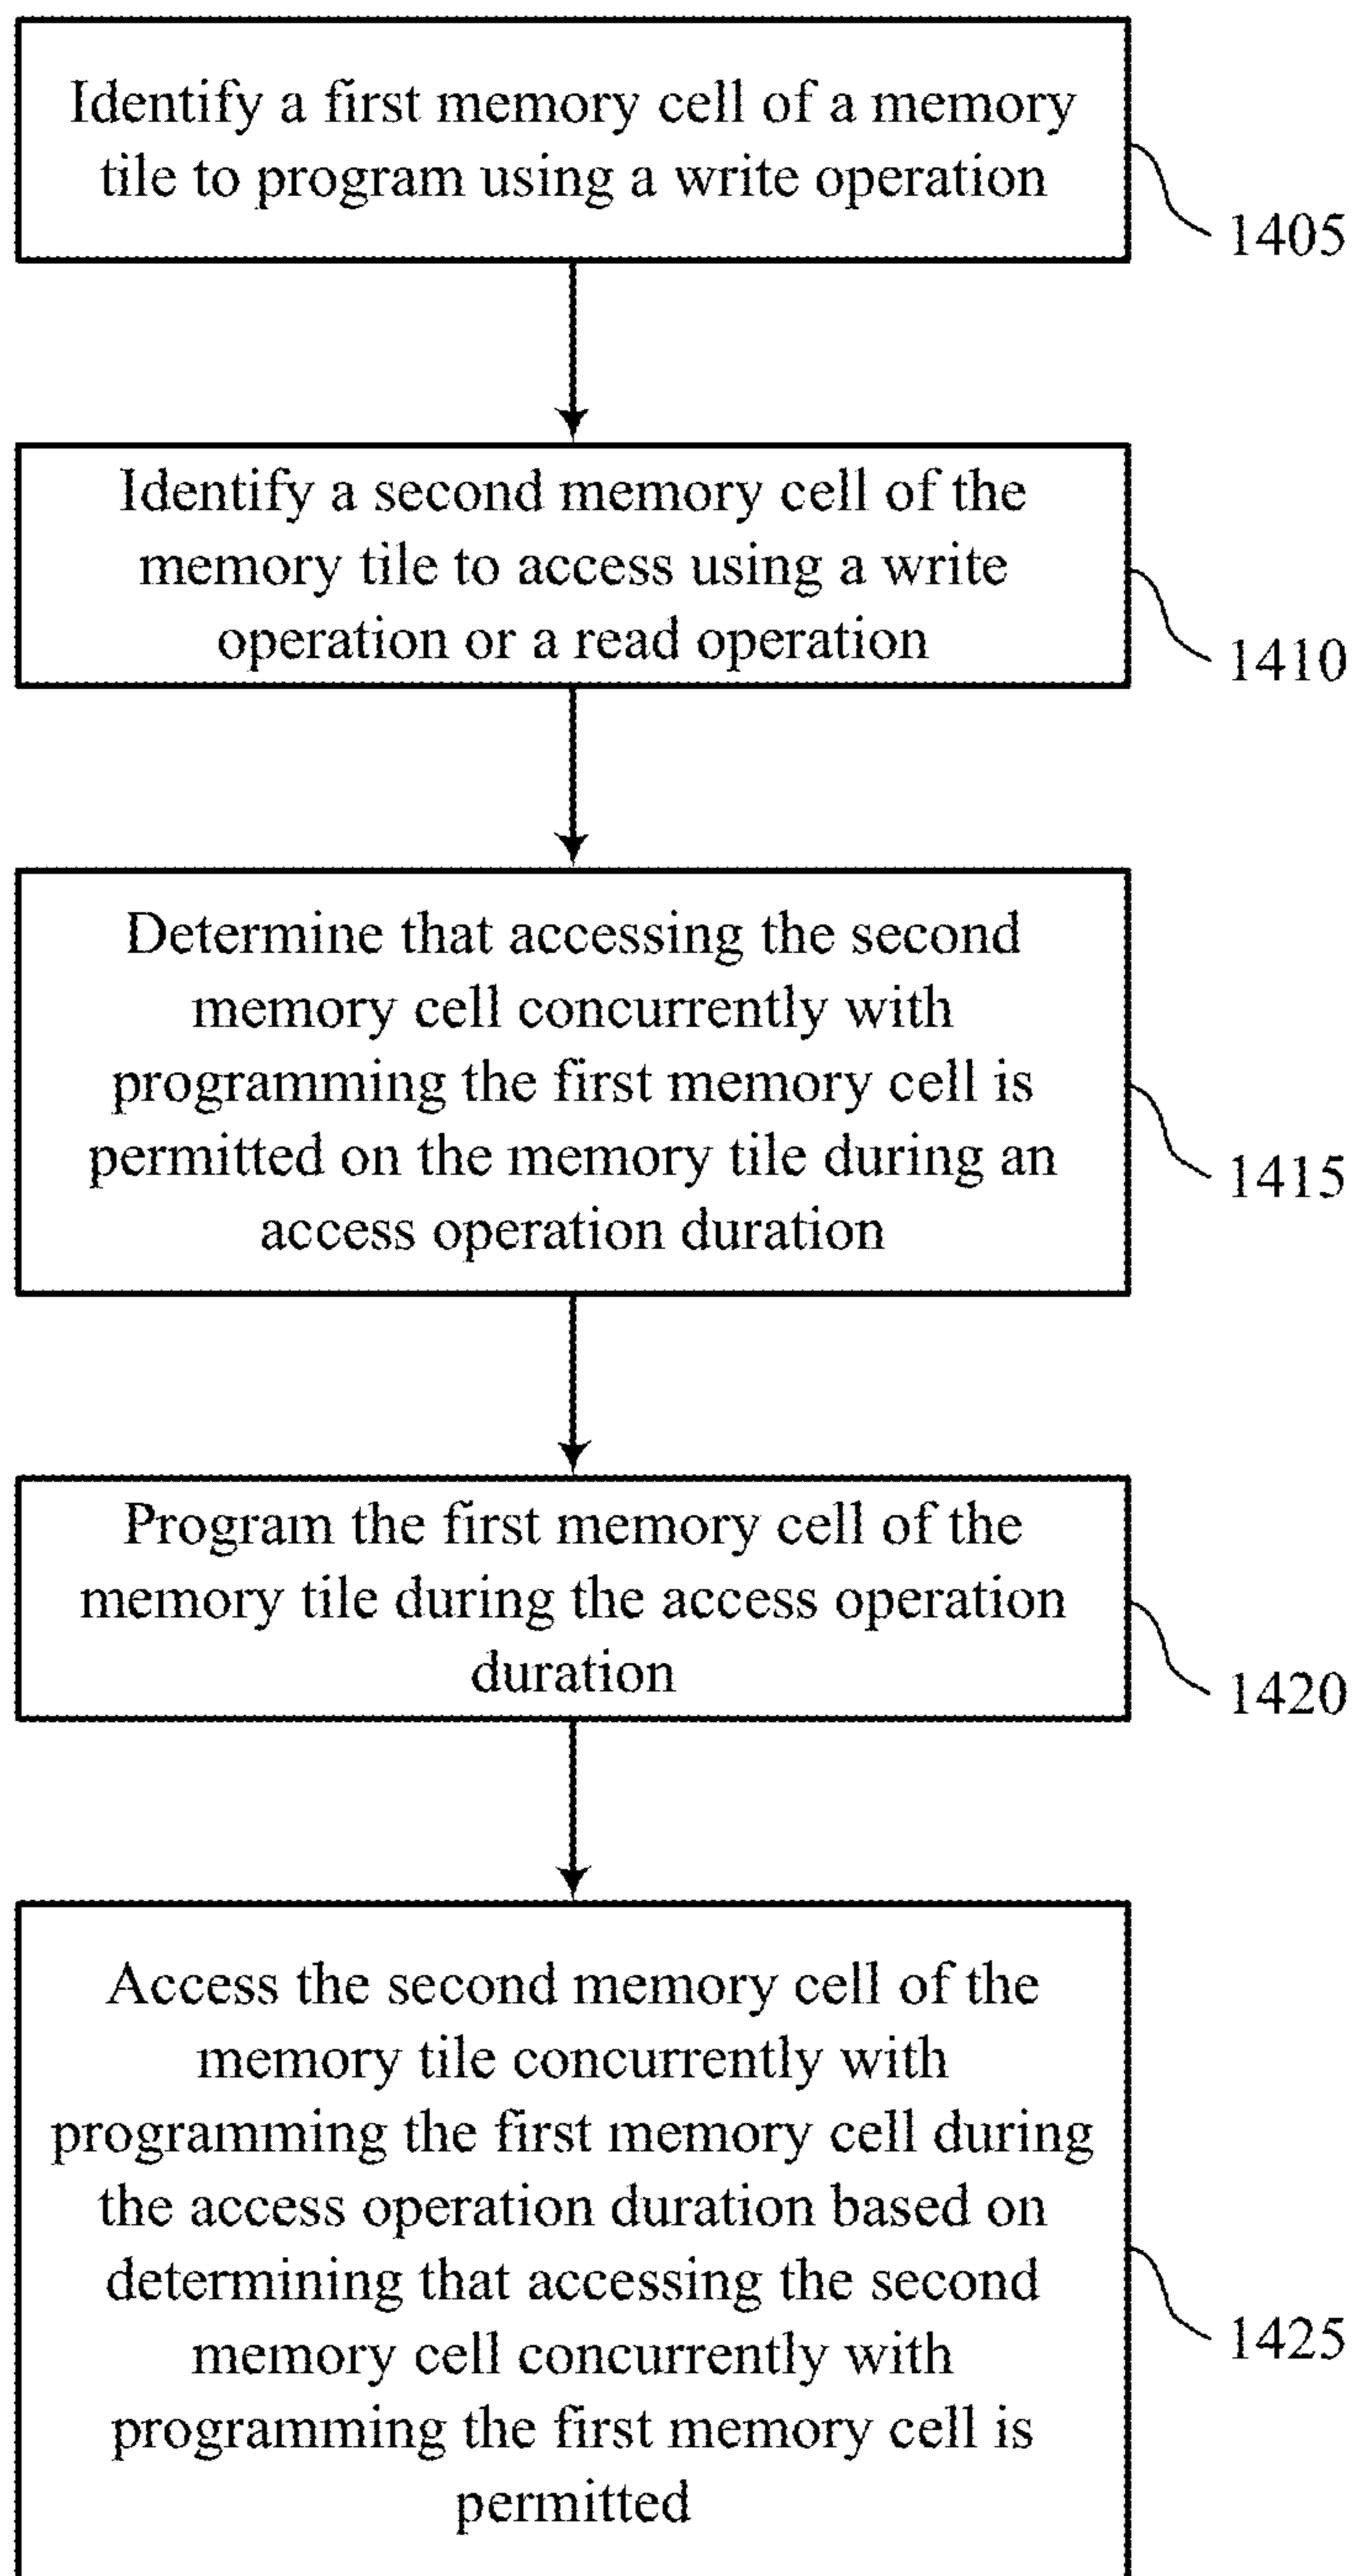 Identify a first memory cell of a memory
tile to program using a write operation
1405
Identify a second memory cell of the
memory tile to access using a write
operation or a read operation
1410
Determine that accessing the second
memory cell concurrently with
programming the first memory cell is
permitted on the memory tile during an
access operation duration
1415
Program the first memory cell of the
memory tile during the access operation
duration
1420
Access the second memory cell of the
memory tile concurrently with
programming the first memory cell during
the access operation duration based on
determining that accessing the second
memory cell concurrently with
programming the first memory cell is
permitted
1425